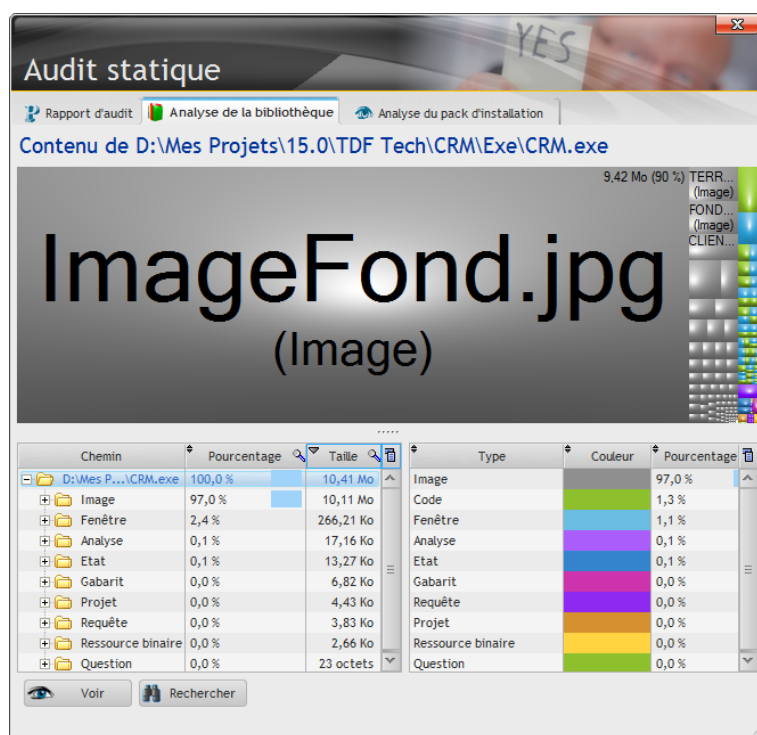 YES
Audit statique
Rapport d'audit Analyse de la bibliothèque Analyse du pack d'installation
Contenu de D:\Mes Projets\15.0\TDF Tech\CRM\Exe\CRM.exe
9,42 Mo (90 %) TERR...
(Image)
FOND...
(Image)
CLIEN...
ImageFond.jpg
(Image)
Chemin Pourcentage Taille Type Couleur Pourcentage
D:\Mes P...\CRM.exe 100,0 % 10,41 Mo Image 97,0 %
Image 97,0 % 10,11 Mo Code 1,3 %
Fenêtre 2,4 % 266,21 Ko Fenêtre 1,1 %
Analyse 0,1 % 17,16 Ko Analyse 0,1 %
Etat 0,1 % 13,27 Ko Etat 0,1 %
Gabarit 0,0 % 6,82 Ko Gabarit 0,0 %
Projet 0,0 % 4,43 Ko Requête 0,0 %
Requête 0,0 % 3,83 Ko Projet 0,0 %
Ressource binaire 0,0 % 2,66 Ko Ressource binaire 0,0 %
Question 0,0 % 23 octets Question 0,0 %
Voir Rechercher